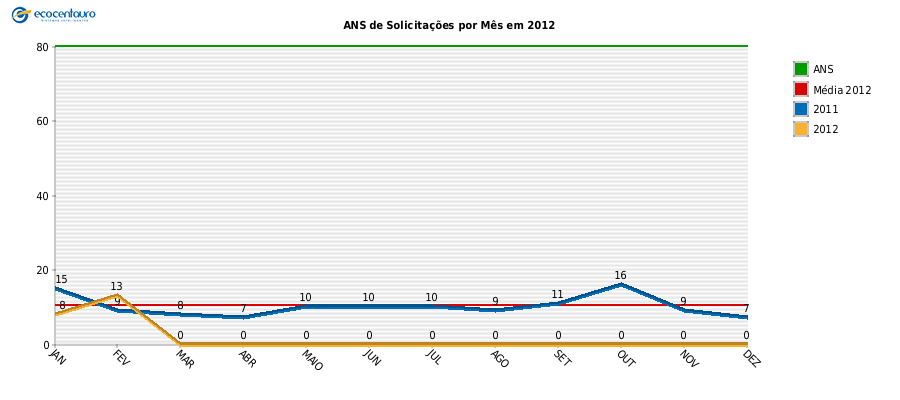 ecocentauro
ANS de Solicitações por Mês em 2012
80
60
40
20
0
15 9 8 7 10 10 10 9 11 16 9 7
8 13 0 0 0 0 0 0 0 0 0 0
JAN FEV MAR ABR MAIO JUN JUL AGO SET OUT NOV DEZ
ANS
Média 2012
2011
2012